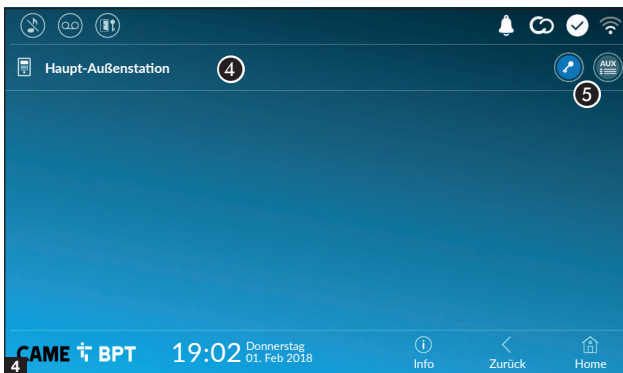 Haupt-Außenstation
4
AUX
5
CAME BPT
19:02
Donnerstag
01. Feb 2018
Info
Zurück
Home
4